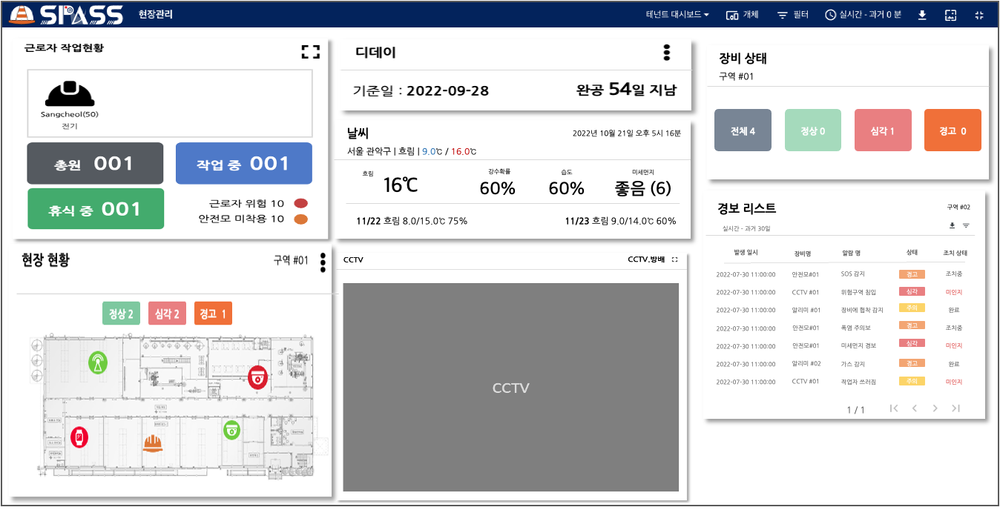 SPASS 현장관리 테넌트 대시보드 개체 필터 실시간 - 과거 0 분
근로자 작업현황
Sangcheol(50)
전기
총원 001
작업 중 001
휴식 중 001
근로자 위험 10
안전모 미착용 10
디데이
기준일 : 2022-09-28
완공 54일 지남
날씨
2022년 10월 21일 오후 5시 16분
서울 관악구 | 흐림 | 9.0℃ / 16.0℃
흐림 16℃
강수확률 60%
습도 60%
미세먼지 좋음 (6)
11/22 흐림 8.0/15.0℃ 75%
11/23 흐림 9.0/14.0℃ 60%
장비 상태
구역 #01
전체 4
정상 0
심각 1
경고 0
현장 현황
구역 #01
정상 2
심각 2
경고 1
CCTV
CCTV.방배
CCTV
경보 리스트
구역 #02
실시간 - 과거 30일
발생 일시 장비명 알람 명 상태 조치 상태
2022-07-30 11:00:00 안전모#01 SOS 감지 경고 조치중
2022-07-30 11:00:00 CCTV #01 위험구역 침입 심각 미인지
2022-07-30 11:00:00 알리미 #01 장비에 협착 감지 주의 완료
2022-07-30 11:00:00 안전모#01 폭염 주의보 경고 조치중
2022-07-30 11:00:00 안전모#01 미세먼지 경보 심각 미인지
2022-07-30 11:00:00 알리미 #02 가스 감지 경고 완료
2022-07-30 11:00:00 CCTV #01 작업자 쓰러짐 주의 미인지
1 / 1